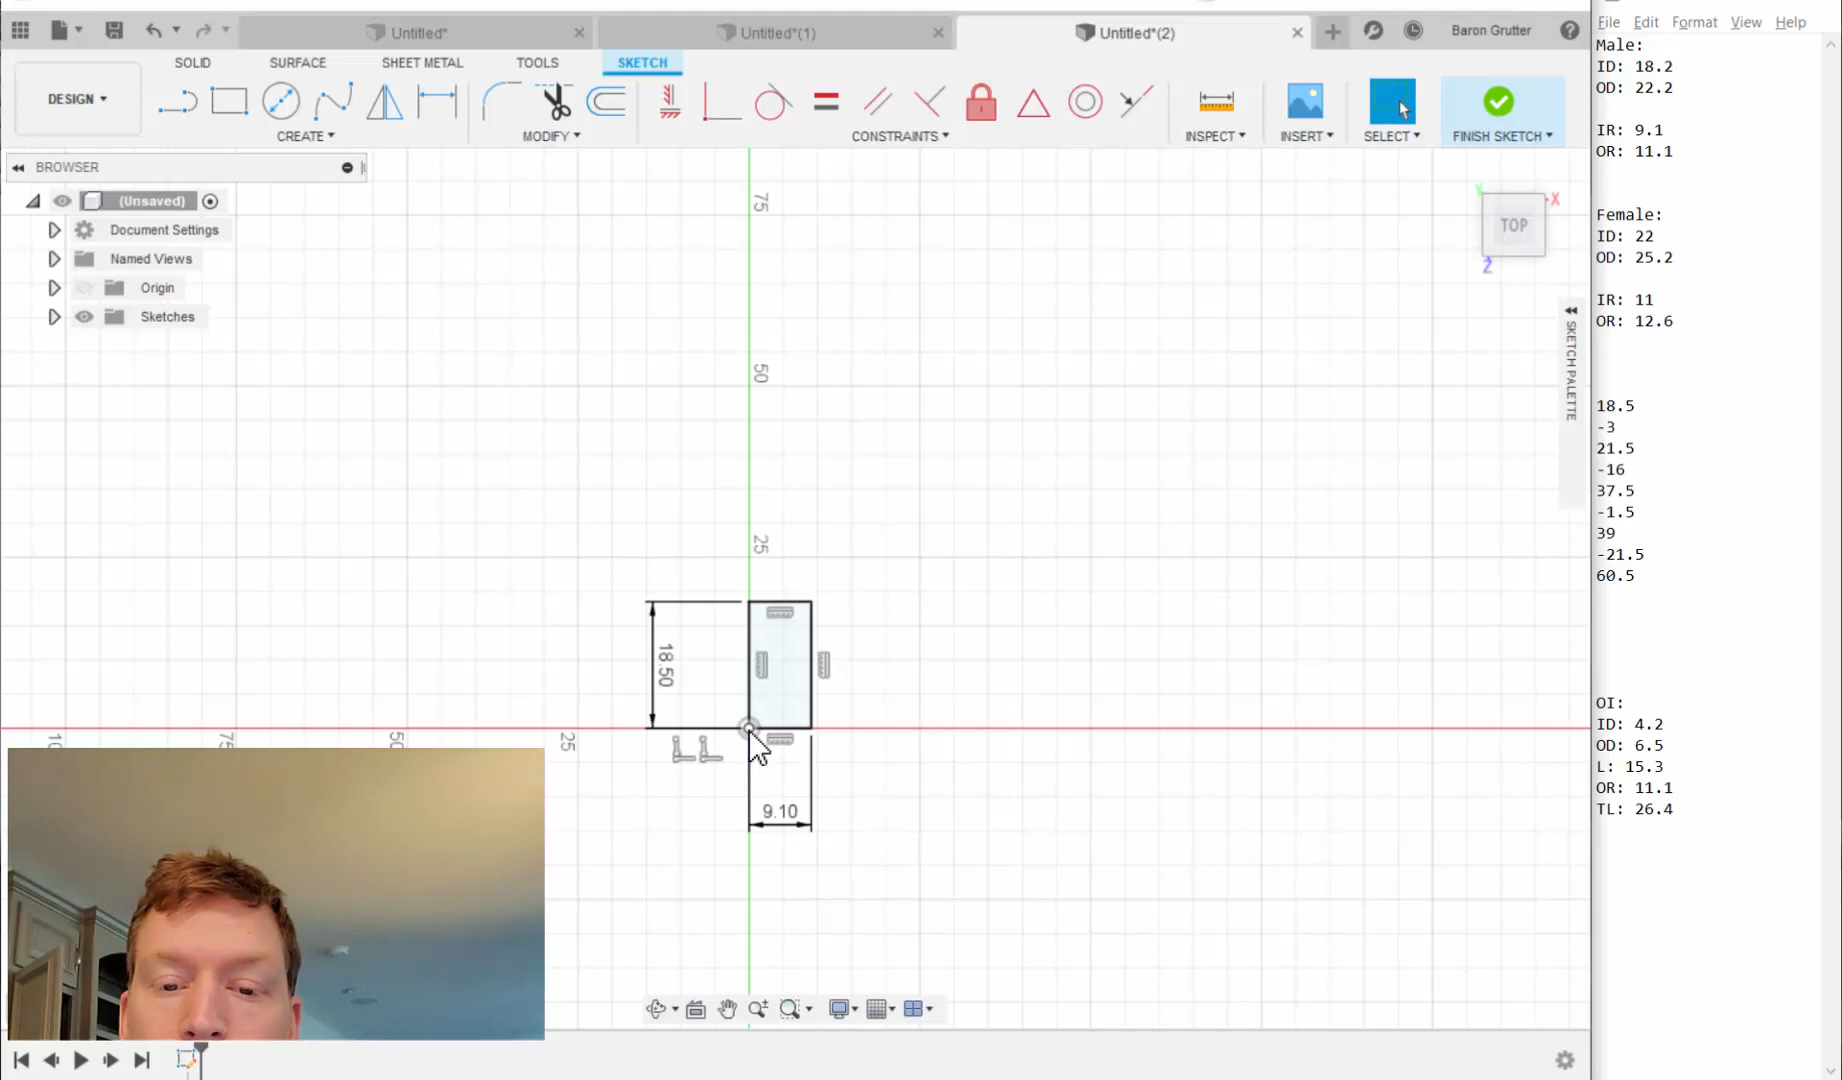 Untitled*
Untitled*(1)
Untitled*(2)
Baron Grutter
File Edit Format View Help
SOLID
SURFACE
SHEET METAL
TOOLS
SKETCH
DESIGN
CREATE
MODIFY
CONSTRAINTS
INSPECT
INSERT
SELECT
FINISH SKETCH
BROWSER
(Unsaved)
Document Settings
Named Views
Origin
Sketches
75
50
25
25
50
75
18.50
9.10
Y
X
TOP
Z
SKETCH PALETTE
Male:
ID: 18.2
OD: 22.2
IR: 9.1
OR: 11.1
Female:
ID: 22
OD: 25.2
IR: 11
OR: 12.6
18.5
-3
21.5
-16
37.5
-1.5
39
-21.5
60.5
OI:
ID: 4.2
OD: 6.5
L: 15.3
OR: 11.1
TL: 26.4